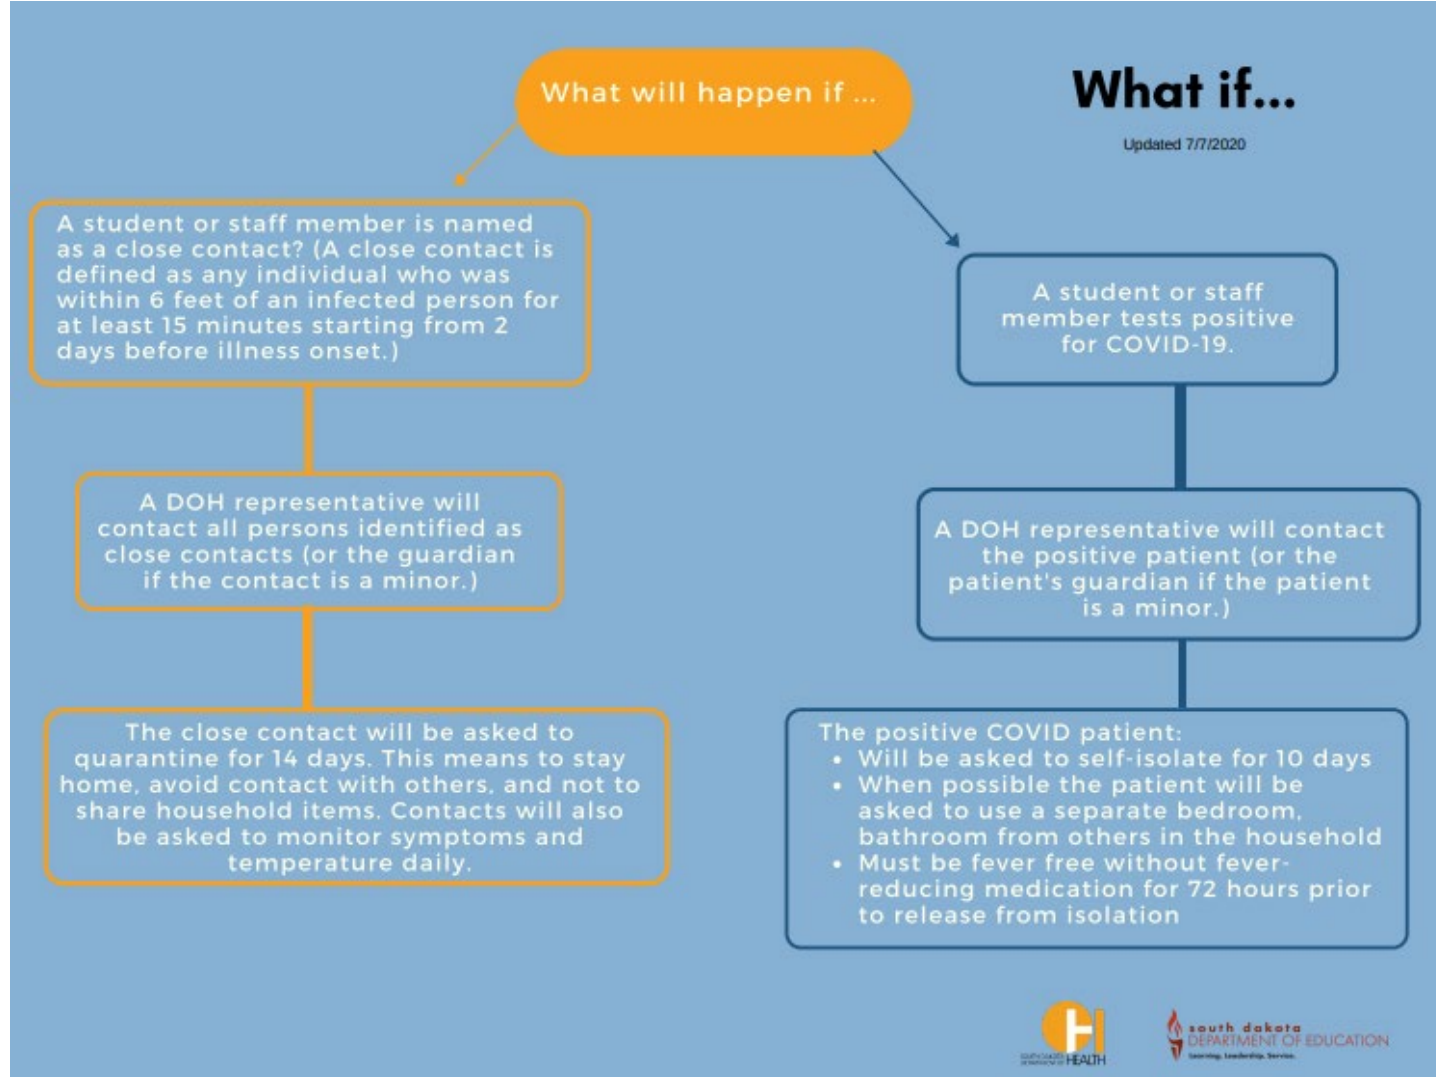 What will happen if ...
What if...
Updated 7/7/2020
A student or staff member is named
as a close contact? (A close contact is
defined as any individual who was
within 6 feet of an infected person for
at least 15 minutes starting from 2
days before illness onset.)
A DOH representative will
contact all persons identified as
close contacts (or the guardian
if the contact is a minor.)
The close contact will be asked to
quarantine for 14 days. This means to stay
home, avoid contact with others, and not to
share household items. Contacts will also
be asked to monitor symptoms and
temperature daily.
A student or staff
member tests positive
for COVID-19.
A DOH representative will contact
the positive patient (or the
patient's guardian if the patient
is a minor.)
The positive COVID patient:
• Will be asked to self-isolate for 10 days
• When possible the patient will be
asked to use a separate bedroom,
bathroom from others in the household
• Must be fever free without fever-
reducing medication for 72 hours prior
to release from isolation
SOUTH DAKOTA
DEPARTMENT OF HEALTH
south dakota
DEPARTMENT OF EDUCATION
Learning. Leadership. Service.